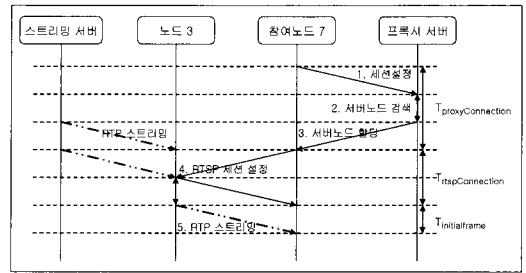 스트리밍 서버
노드 3
참여노드 7
프록시 서버
1. 세션설정
2. 서버노드 검색
TproxyConnection
RTP 스트리밍
3. 서버노드 할당
4. RTSP 세션 설정
TrtspConnection
5. RTP 스트리밍
Tinitialframe